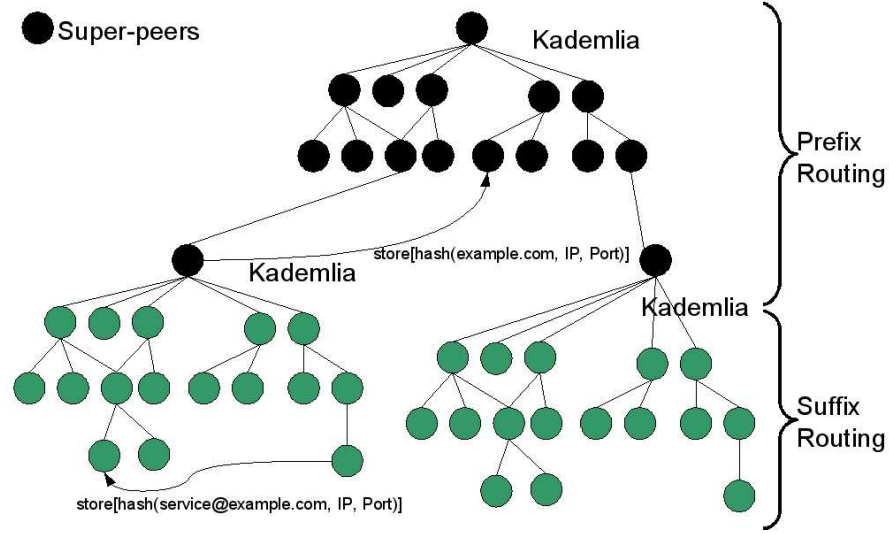 Super-peers
Kademlia
Prefix
Routing
store[hash(example.com, IP, Port)]
Kademlia
Kademlia
Suffix
Routing
store[hash(service@example.com, IP, Port)]